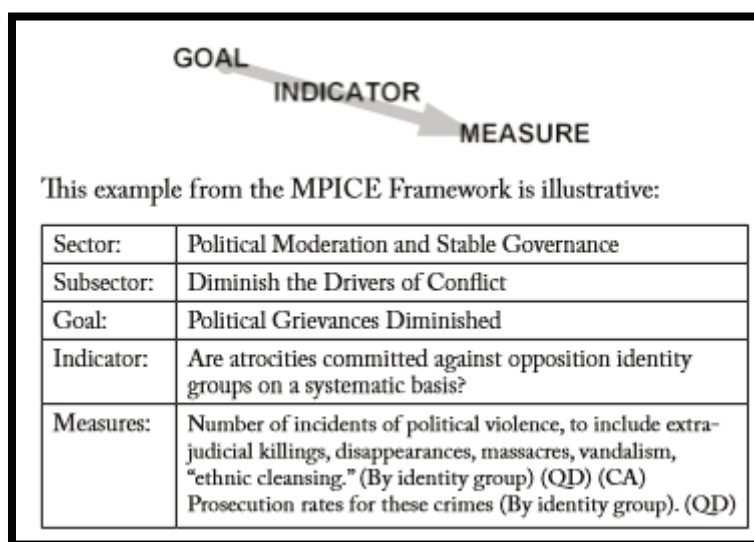 GOAL
INDICATOR
MEASURE
This example from the MPICE Framework is illustrative:
Sector: Political Moderation and Stable Governance
Subsector: Diminish the Drivers of Conflict
Goal: Political Grievances Diminished
Indicator: Are atrocities committed against opposition identity
groups on a systematic basis?
Measures: Number of incidents of political violence, to include extra-
judicial killings, disappearances, massacres, vandalism,
“ethnic cleansing.” (By identity group) (QD) (CA)
Prosecution rates for these crimes (By identity group). (QD)